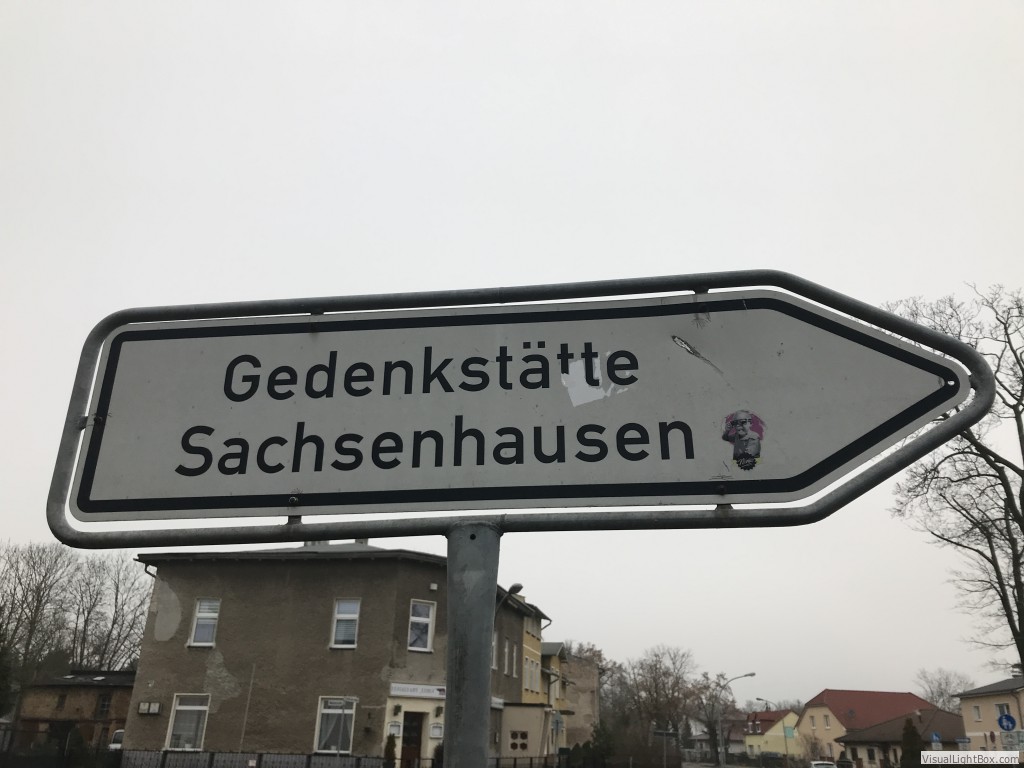 Gedenkstätte
Sachsenhausen
VisualLightBox.com